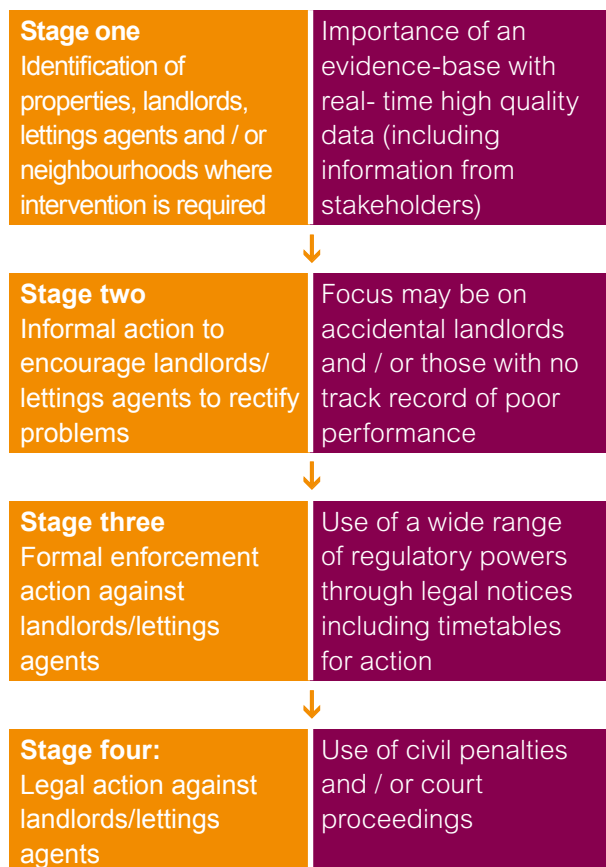 Stage one
Identification of
properties, landlords,
lettings agents and / or
neighbourhoods where
intervention is required
Importance of an
evidence-base with
real- time high quality
data (including
information from
stakeholders)
Stage two
Informal action to
encourage landlords/
lettings agents to rectify
problems
Focus may be on
accidental landlords
and / or those with no
track record of poor
performance
Stage three
Formal enforcement
action against
landlords/lettings
agents
Use of a wide range
of regulatory powers
through legal notices
including timetables
for action
Stage four:
Legal action against
landlords/lettings
agents
Use of civil penalties
and / or court
proceedings